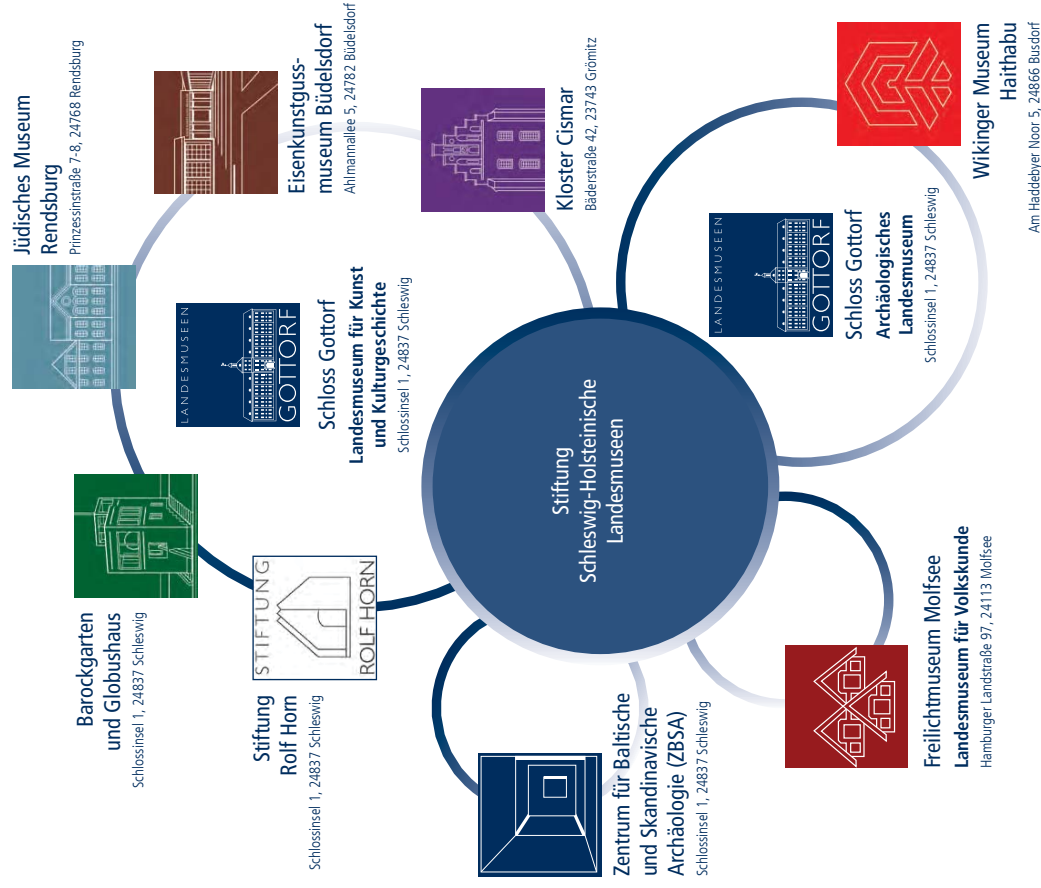 Jüdisches Museum
Rendsburg
Prinzessinstraße 7-8, 24768 Rendsburg
Eisenkunstguss-
museum Büdelsdorf
Ahlmannallee 5, 24782 Büdelsdorf
Kloster Cismar
Bäderstraße 42, 23743 Grömitz
Wikinger Museum
Haithabu
Am Haddebyer Noor 5, 24866 Busdorf
LANDESMUSEEN
GOTTORF
Schloss Gottorf
Landesmuseum für Kunst
und Kulturgeschichte
Schlossinsel 1, 24837 Schleswig
LANDESMUSEEN
GOTTORF
Schloss Gottorf
Archäologisches
Landesmuseum
Schlossinsel 1, 24837 Schleswig
Stiftung
Schleswig-Holsteinische
Landesmuseen
Barockgarten
und Globushaus
Schlossinsel 1, 24837 Schleswig
STIFTUNG
ROLF HORN
Stiftung
Rolf Horn
Schlossinsel 1, 24837 Schleswig
Zentrum für Baltische
und Skandinavische
Archäologie (ZBSA)
Schlossinsel 1, 24837 Schleswig
Freilichtmuseum Molfsee
Landesmuseum für Volkskunde
Hamburger Landstraße 97, 24113 Molfsee